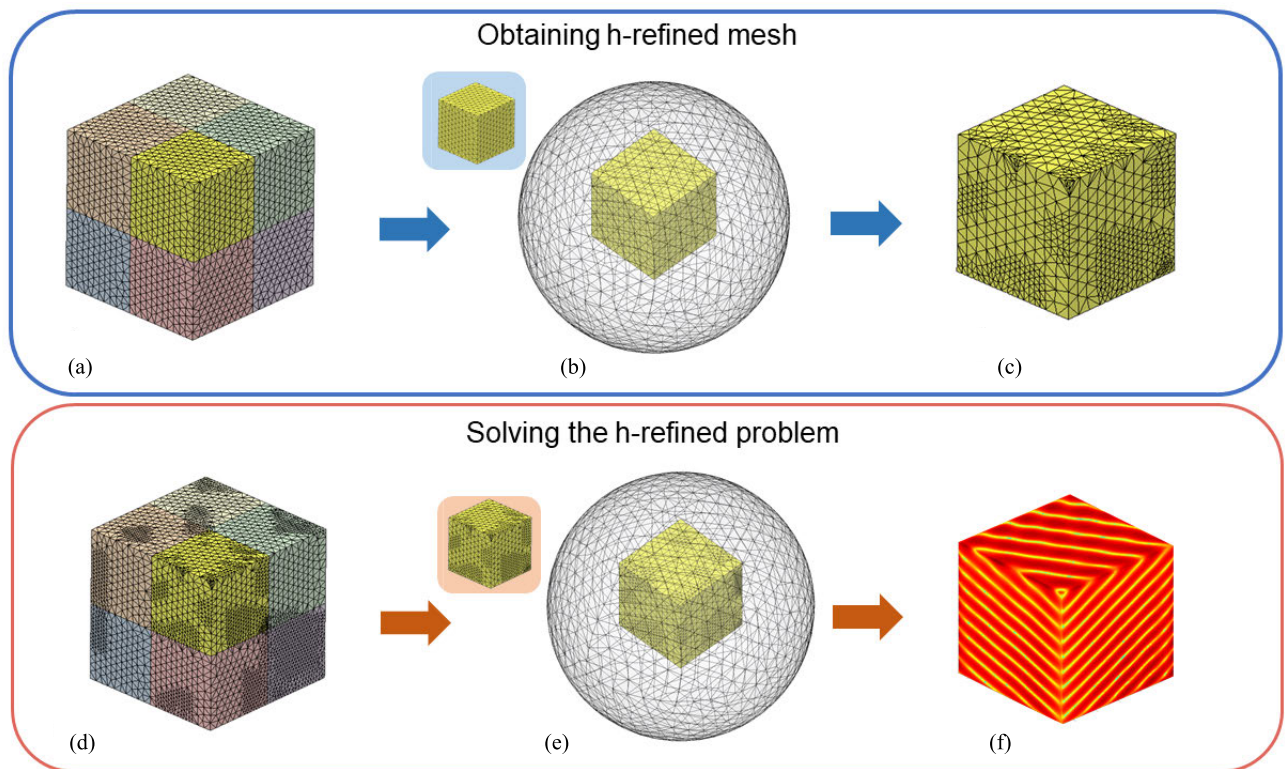 Obtaining h-refined mesh
(a)
(b)
(c)
Solving the h-refined problem
(d)
(e)
(f)